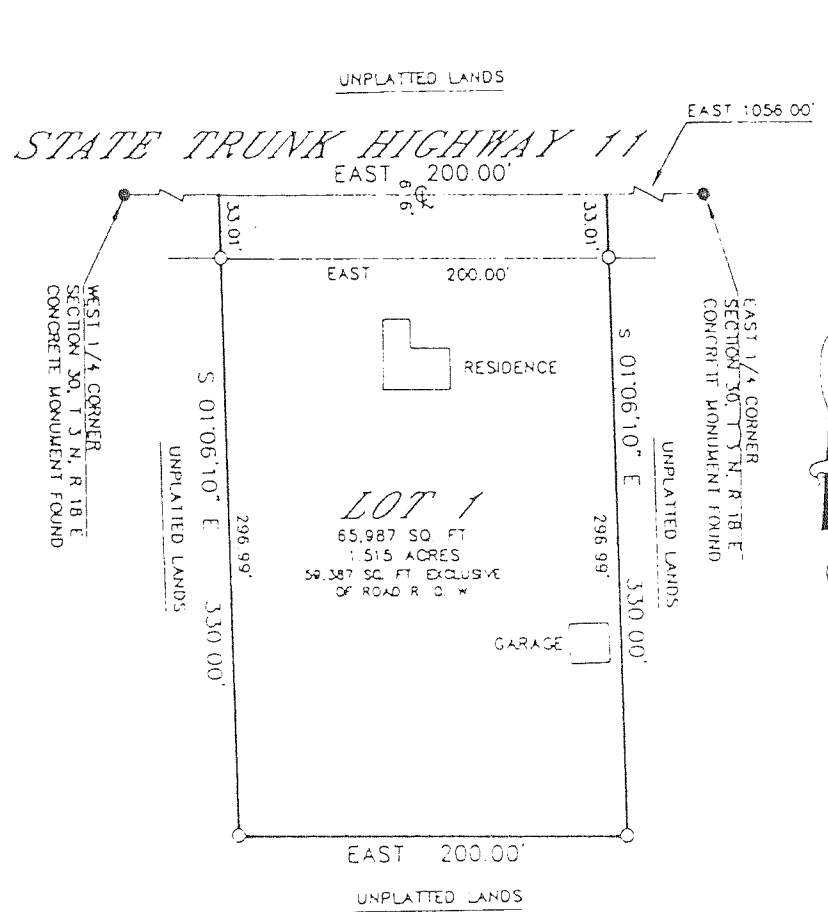 UNPLATTED LANDS
EAST 1056.00'
STATE TRUNK HIGHWAY 11
EAST 200.00'
66'
33.01'
33.01'
EAST 200.00'
WEST 1/4 CORNER
SECTION 30, T 3 N, R 18 E
CONCRETE MONUMENT FOUND
EAST 1/4 CORNER
SECTION 30, T 3 N, R 18 E
CONCRETE MONUMENT FOUND
RESIDENCE
S 01°06'10" E 330.00'
S 01°06'10" E 330.00'
UNPLATTED LANDS
UNPLATTED LANDS
296.99'
296.99'
LOT 1
65,987 SQ. FT
1.515 ACRES
59,387 SQ. FT EXCLUSIVE
OF ROAD R. O. W
GARAGE
EAST 200.00'
UNPLATTED LANDS